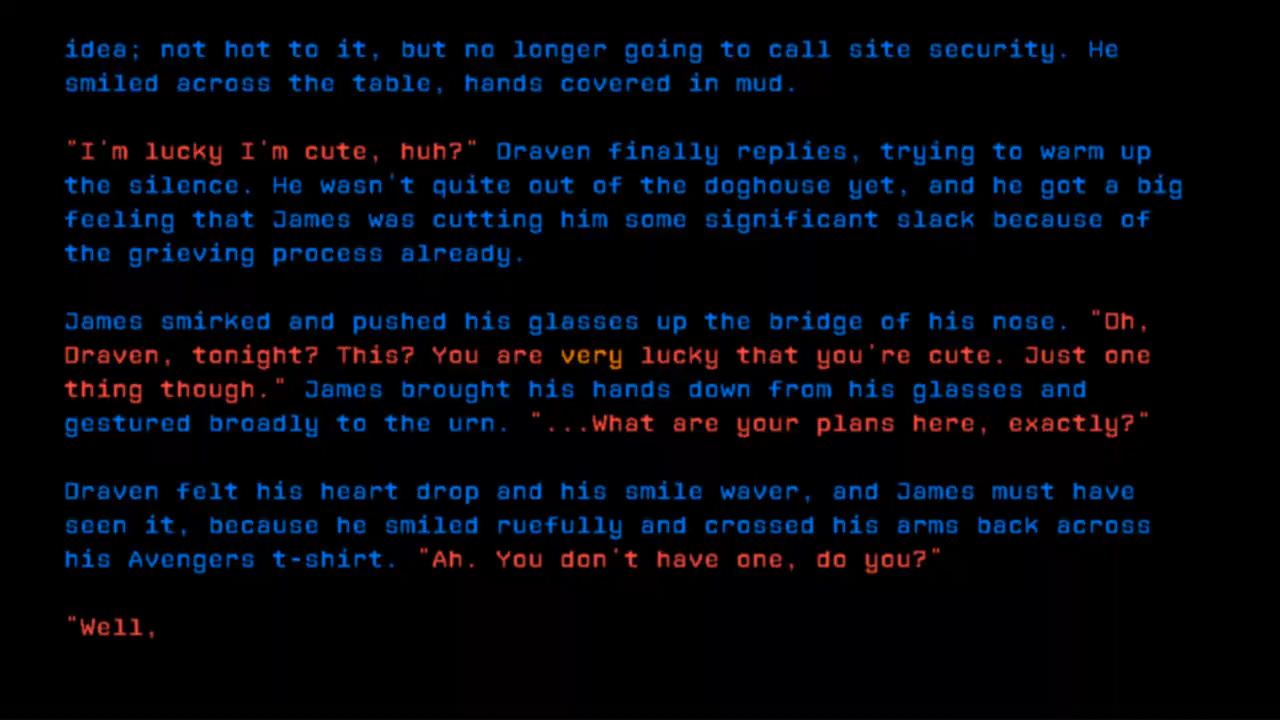 idea; not hot to it, but no longer going to call site security. He
smiled across the table, hands covered in mud.
"I'm lucky I'm cute, huh?" Draven finally replies, trying to warm up
the silence. He wasn't quite out of the doghouse yet, and he got a big
feeling that James was cutting him some significant slack because of
the grieving process already.
James smirked and pushed his glasses up the bridge of his nose. "Oh,
Draven, tonight? This? You are very lucky that you're cute. Just one
thing though." James brought his hands down from his glasses and
gestured broadly to the urn. "...What are your plans here, exactly?"
Draven felt his heart drop and his smile waver, and James must have
seen it, because he smiled ruefully and crossed his arms back across
his Avengers t-shirt. "Ah. You don't have one, do you?"
"Well,